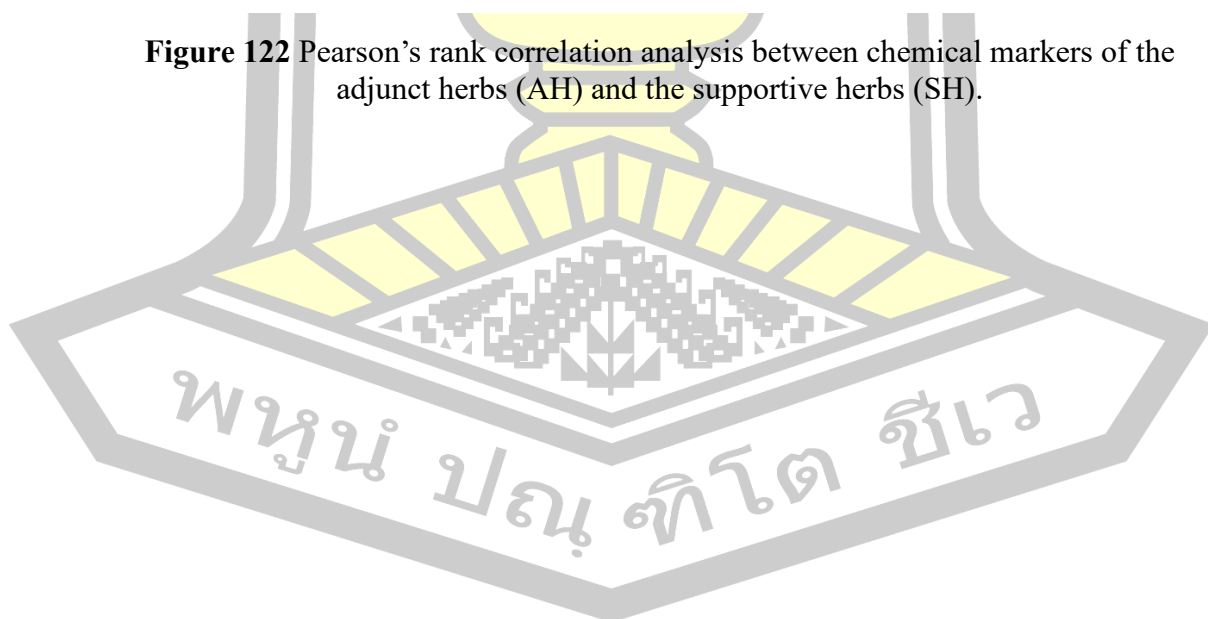 Figure 122 Pearson’s rank correlation analysis between chemical markers of the
adjunct herbs (AH) and the supportive herbs (SH).
พหูนํ ปณฺฑิโต ชีเว